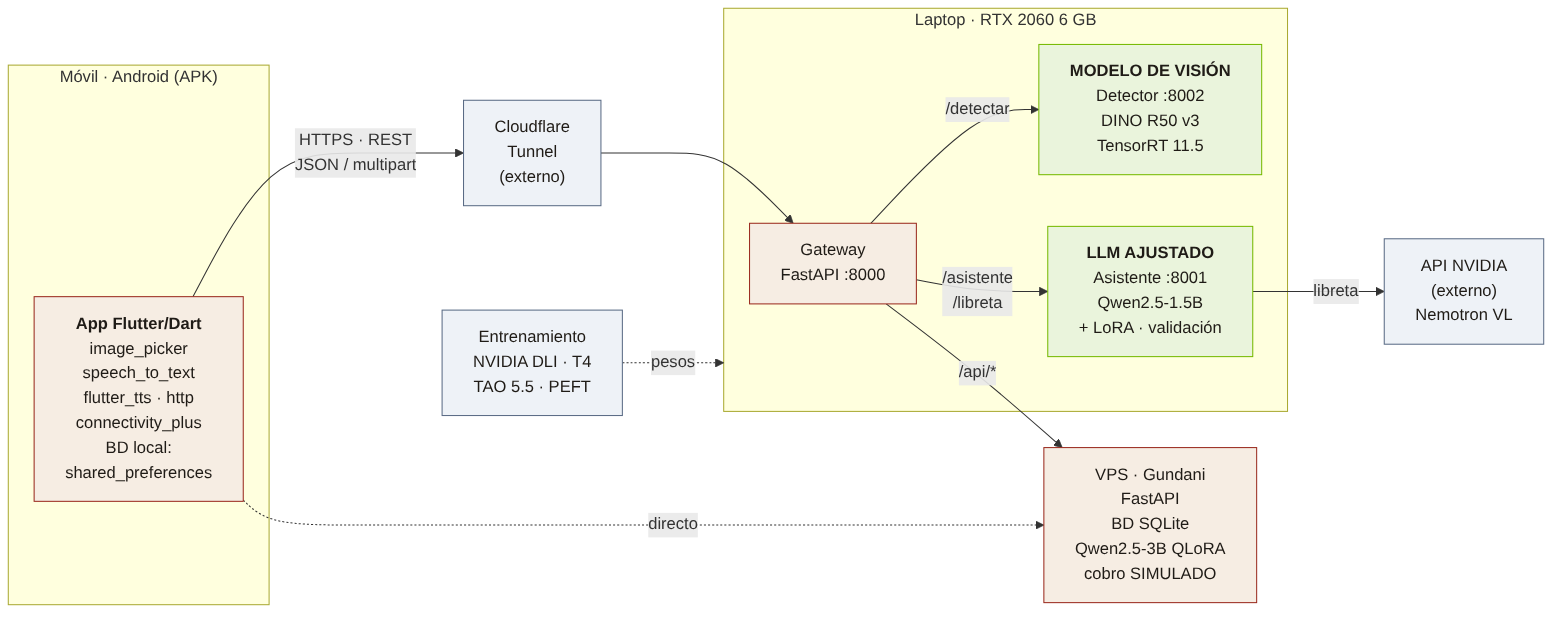 Móvil · Android (APK)
App Flutter/Dart
image_picker
speech_to_text
flutter_tts · http
connectivity_plus
BD local:
shared_preferences
HTTPS · REST
JSON / multipart
Cloudflare
Tunnel
(externo)
Entrenamiento
NVIDIA DLI · T4
TAO 5.5 · PEFT
pesos
directo
Laptop · RTX 2060 6 GB
Gateway
FastAPI :8000
/detectar
MODELO DE VISIÓN
Detector :8002
DINO R50 v3
TensorRT 11.5
/asistente
/libreta
LLM AJUSTADO
Asistente :8001
Qwen2.5-1.5B
+ LoRA · validación
/api/*
VPS · Gundani
FastAPI
BD SQLite
Qwen2.5-3B QLoRA
cobro SIMULADO
libreta
API NVIDIA
(externo)
Nemotron VL